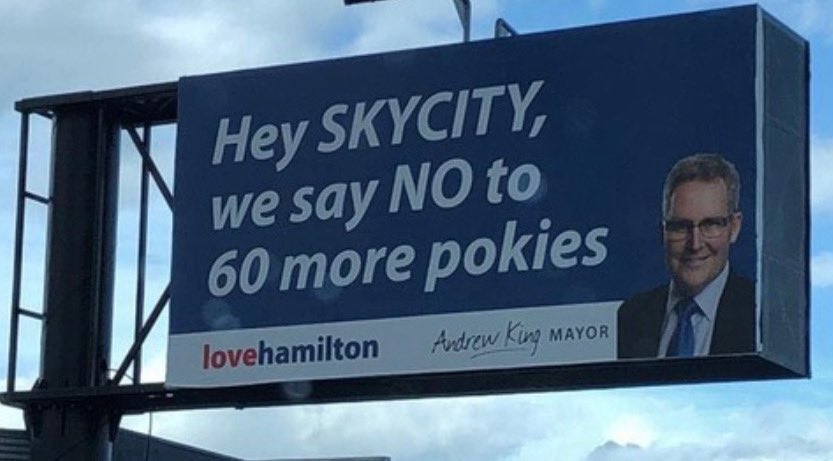 Hey SKYCITY,
we say NO to
60 more pokies
lovehamilton
Andrew King MAYOR